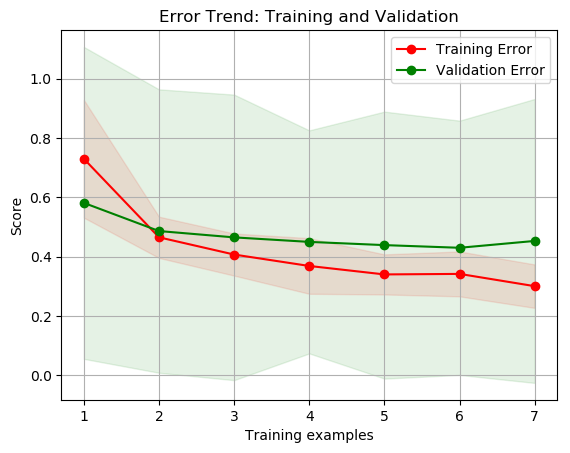 Error Trend: Training and Validation
Training Error
Validation Error
Score
1.0
0.8
0.6
0.4
0.2
0.0
1 2 3 4 5 6 7
Training examples